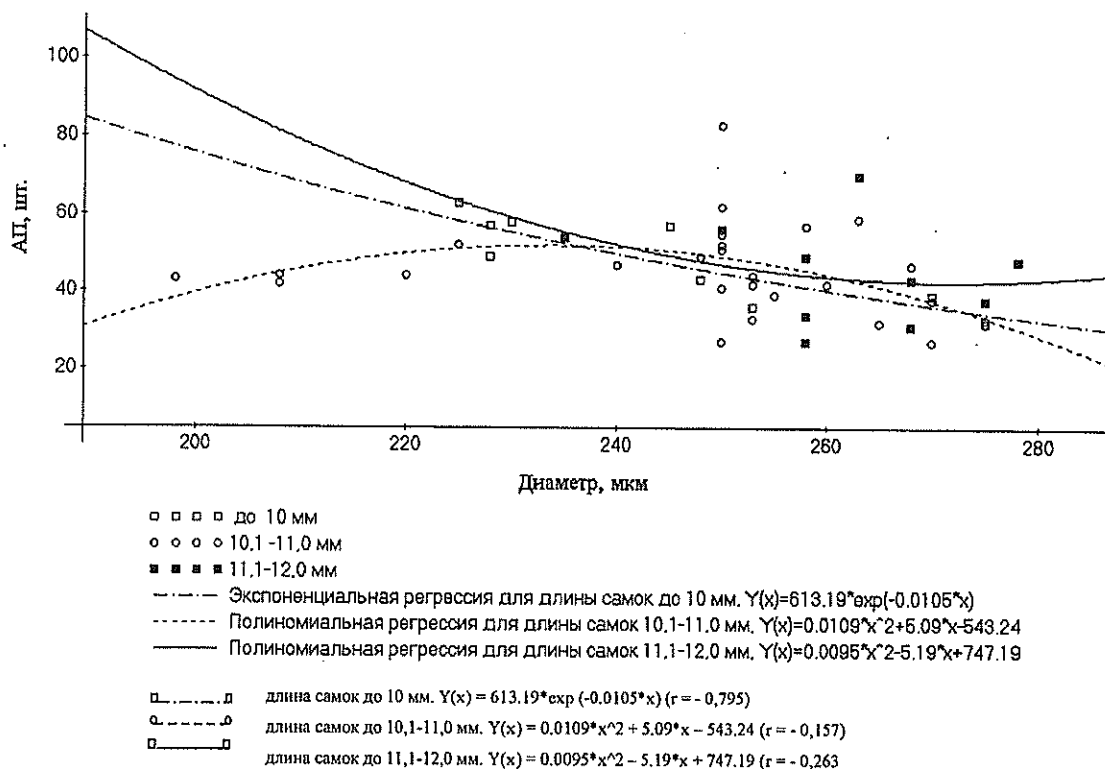 100
80
60
40
20
АП, шт.
200 220 240 260 280
Диаметр, мкм
до 10 мм
10,1-11,0 мм
11,1-12,0 мм
Экспоненциальная регрессия для длины самок до 10 мм. Y(x)=613.19*exp(-0.0105*x)
Полиномиальная регрессия для длины самок 10,1-11,0 мм. Y(x)=0.0109*x^2+5.09*x-543.24
Полиномиальная регрессия для длины самок 11,1-12,0 мм. Y(x)=0.0095*x^2-5.19*x+747.19
длина самок до 10 мм. Y(x) = 613.19*exp (-0.0105*x) (r = - 0,795)
длина самок до 10,1-11,0 мм. Y(x) = 0.0109*x^2 + 5.09*x – 543.24 (r = - 0,157)
длина самок до 11,1-12,0 мм. Y(x) = 0.0095*x^2 – 5.19*x + 747.19 (r = - 0,263